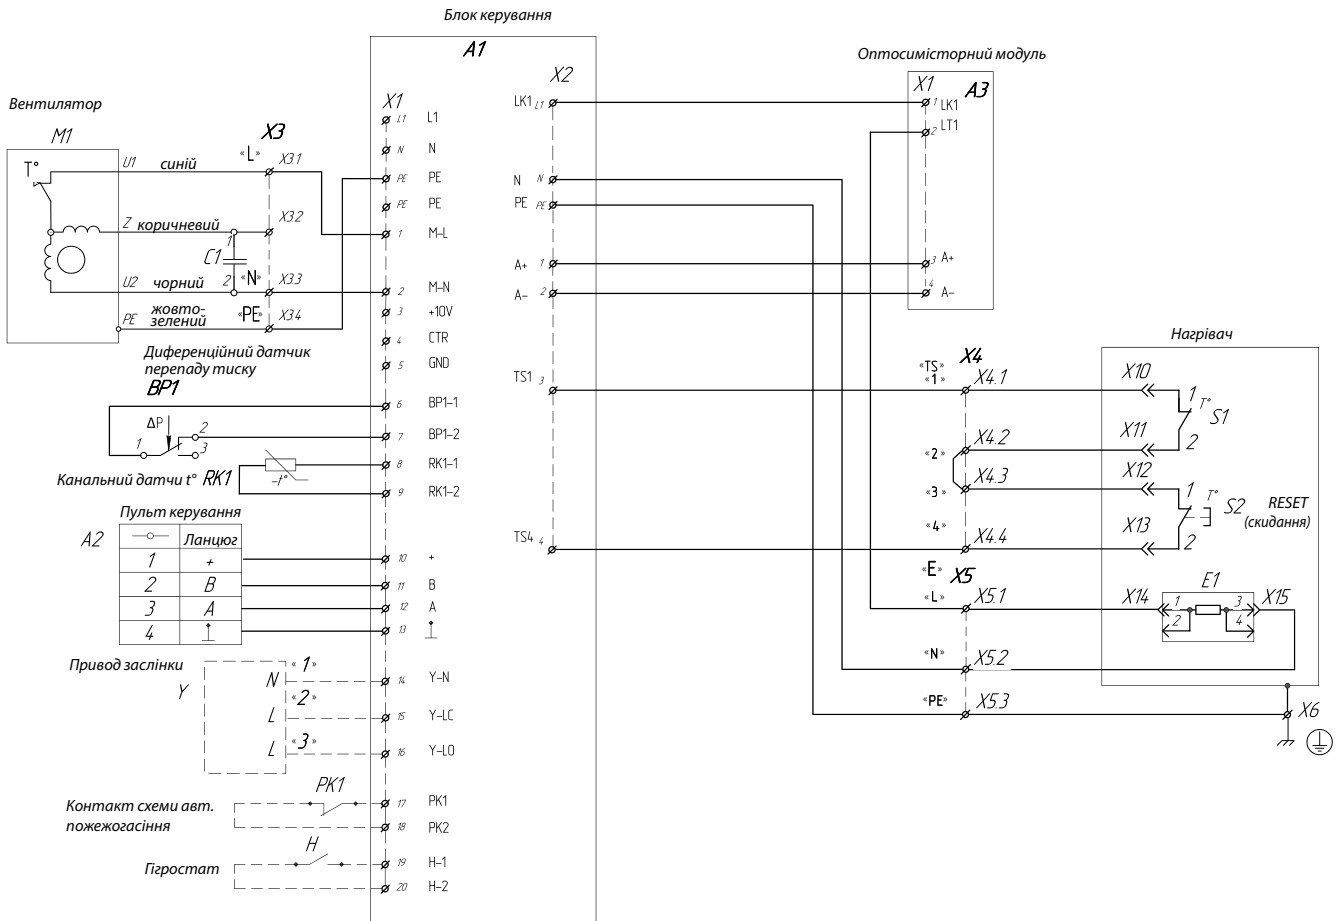 Блок керування
A1
Оптосимісторний модуль
X1 A3
1 LK1
2 LT1
3 A+
4 A–
Вентилятор
M1
T°
U1 синій
Z коричневий
U2 чорний
PE жовто-
зелений
C1
1
2
X3
«L» X3.1
X3.2
«N» X3.3
«PE» X3.4
X1
L1 L1
N N
PE PE
PE PE
1 M–L
2 M–N
3 +10V
4 CTR
5 GND
6 BP1–1
7 BP1–2
8 RK1–1
9 RK1–2
10 +
11 B
12 A
13
14 Y–N
15 Y–LC
16 Y–LO
17 PK1
18 PK2
19 H–1
20 H–2
X2
LK1 L1
N N
PE PE
A+ 1
A– 2
TS1 3
TS4 4
Диференційний датчик
перепаду тиску
BP1
ΔP
1
2
3
Канальний датчи t° RK1
–t°
Пульт керування
A2
Ланцюг
1 +
2 B
3 A
4
Привод заслінки
Y
N «1»
L «2»
L «3»
Контакт схеми авт.
пожежогасіння
PK1
Гігростат
H
Нагрівач
X4
«TS»
«1» X4.1
«2» X4.2
«3» X4.3
«4» X4.4
«E» X5
«L» X5.1
«N» X5.2
«PE» X5.3
X10
X11
X12
X13
1 T° S1
2
1 T° S2
2
RESET
(скидання)
E1
X14 1 3 X15
2 4
X6